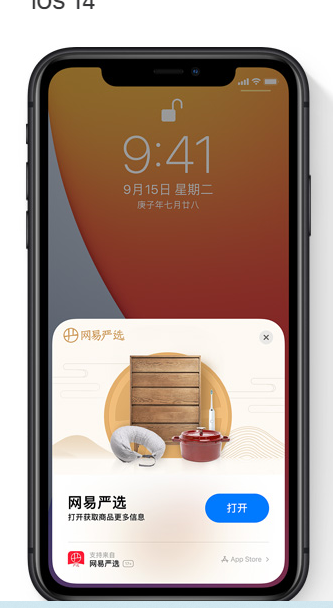 iOS 14
9:41
9月15日 星期二
庚子年七月廿八
网易严选
网易严选
打开获取商品更多信息
打开
支持来自
网易严选
App Store